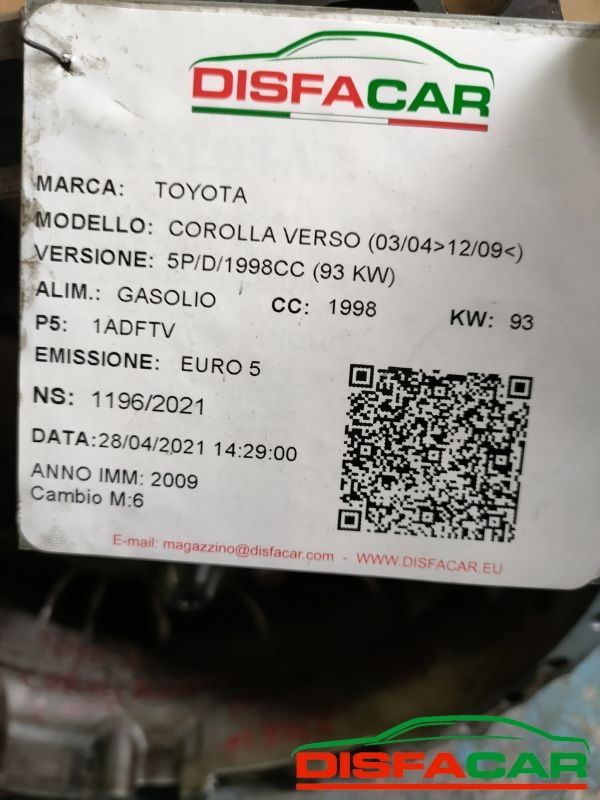 DISFACAR
MARCA: TOYOTA
MODELLO: COROLLA VERSO (03/04>12/09<)
VERSIONE: 5P/D/1998CC (93 KW)
ALIM.: GASOLIO CC: 1998 KW: 93
P5: 1ADFTV
EMISSIONE: EURO 5
NS: 1196/2021
DATA:28/04/2021 14:29:00
ANNO IMM: 2009
Cambio M:6
E-mail: magazzino@disfacar.com - WWW.DISFACAR.EU
DISFACAR